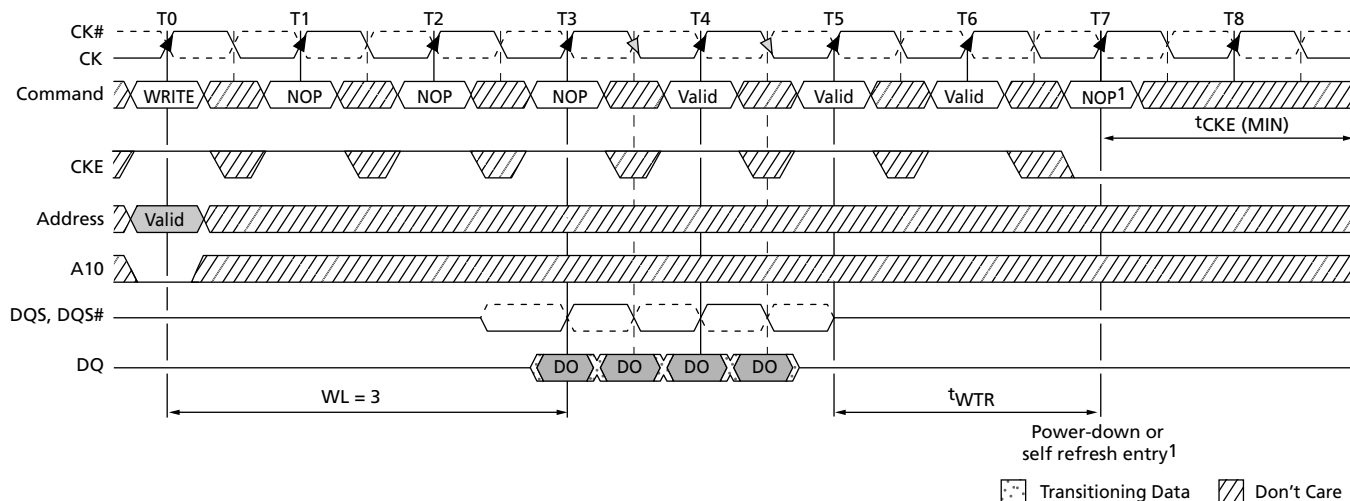 T0 T1 T2 T3 T4 T5 T6 T7 T8
CK#
CK
Command WRITE NOP NOP NOP Valid Valid Valid NOP1
tCKE (MIN)
CKE
Address Valid
A10
DQS, DQS#
DQ DO DO DO DO
WL = 3 tWTR
Power-down or
self refresh entry1
Transitioning Data Don't Care